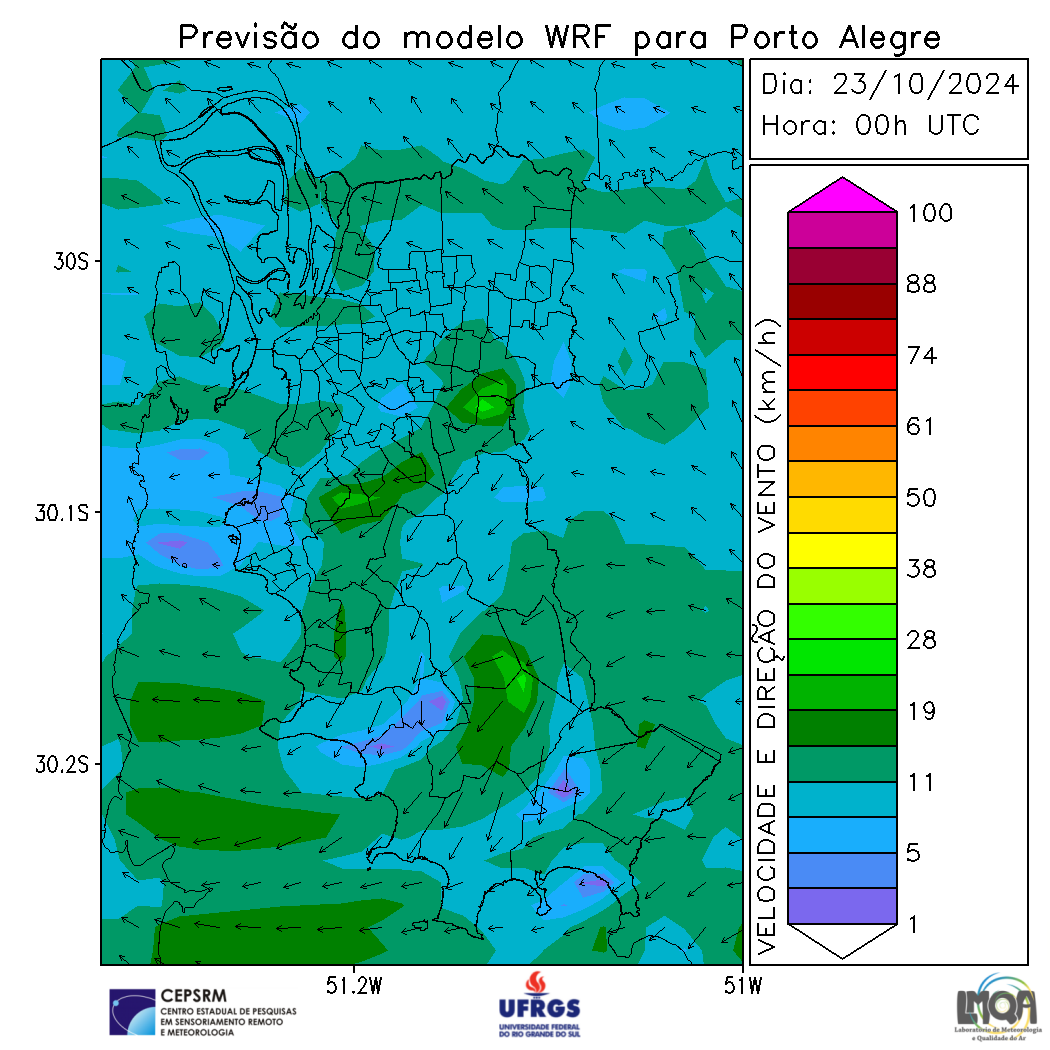 Previsão do modelo WRF para Porto Alegre
Dia: 23/10/2024
Hora: 00h UTC
30S
30.1S
30.2S
51.2W
51W
VELOCIDADE E DIREÇÃO DO VENTO (km/h)
100
88
74
61
50
38
28
19
11
5
1
CEPSRM
CENTRO ESTADUAL DE PESQUISAS
EM SENSORIAMENTO REMOTO
E METEOROLOGIA
UFRGS
UNIVERSIDADE FEDERAL
DO RIO GRANDE DO SUL
LMQA
Laboratório de Meteorologia
e Qualidade do Ar